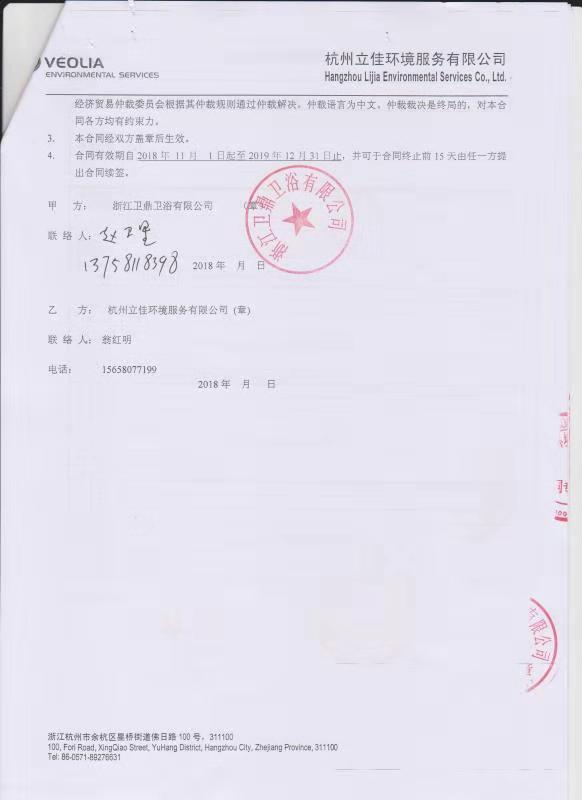 VEOLIA
ENVIRONMENTAL SERVICES
杭州立佳环境服务有限公司
Hangzhou Lijia Environmental Services Co., Ltd.
经济贸易仲裁委员会根据其仲裁规则通过仲裁解决。仲裁语言为中文。仲裁裁决是终局的，对本合
同各方均有约束力。
3. 本合同经双方盖章后生效。
4. 合同有效期自 2018 年 11 月 1 日起至 2019 年 12 月 31 日止，并可于合同终止前 15 天由任一方提
出合同续签。
甲 方： 浙江卫鼎卫浴有限公司 （章）
浙江卫鼎卫浴有限公司
联 络 人：
13758118398 2018 年 月 日
乙 方： 杭州立佳环境服务有限公司（章）
联 络 人： 翁红明
电话： 15658077199
2018 年 月 日
有限公司
浙江杭州市余杭区星桥街道佛日路 100 号，311100
100, Fori Road, XingQiao Street, YuHang District, Hangzhou City, Zhejiang Province, 311100
Tel: 86-0571-89276631